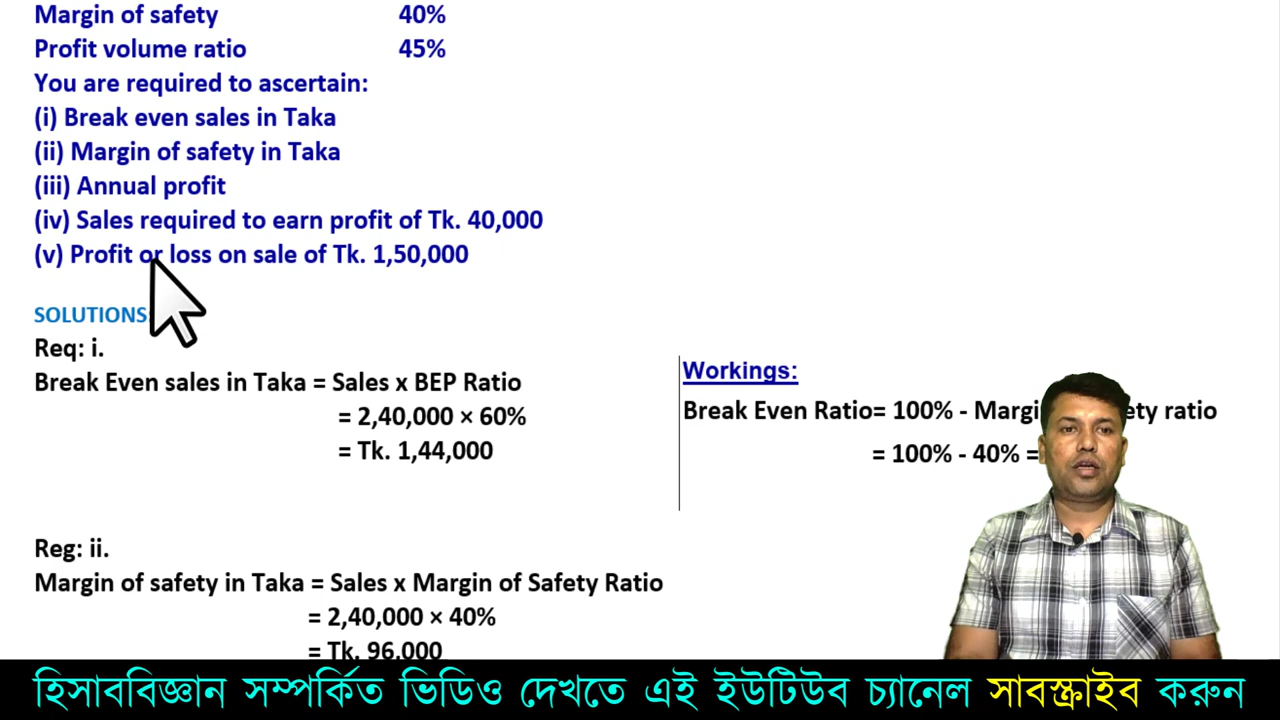 Margin of safety 40%
Profit volume ratio 45%
You are required to ascertain:
(i) Break even sales in Taka
(ii) Margin of safety in Taka
(iii) Annual profit
(iv) Sales required to earn profit of Tk. 40,000
(v) Profit or loss on sale of Tk. 1,50,000
SOLUTIONS
Req: i.
Break Even sales in Taka = Sales x BEP Ratio
= 2,40,000 × 60%
= Tk. 1,44,000
Workings:
Break Even Ratio= 100% - Margi ety ratio
= 100% - 40% =
Reg: ii.
Margin of safety in Taka = Sales x Margin of Safety Ratio
= 2,40,000 × 40%
= Tk. 96,000
হিসাববিজ্ঞান সম্পর্কিত ভিডিও দেখতে এই ইউটিউব চ্যানেল সাবস্ক্রাইব করুন